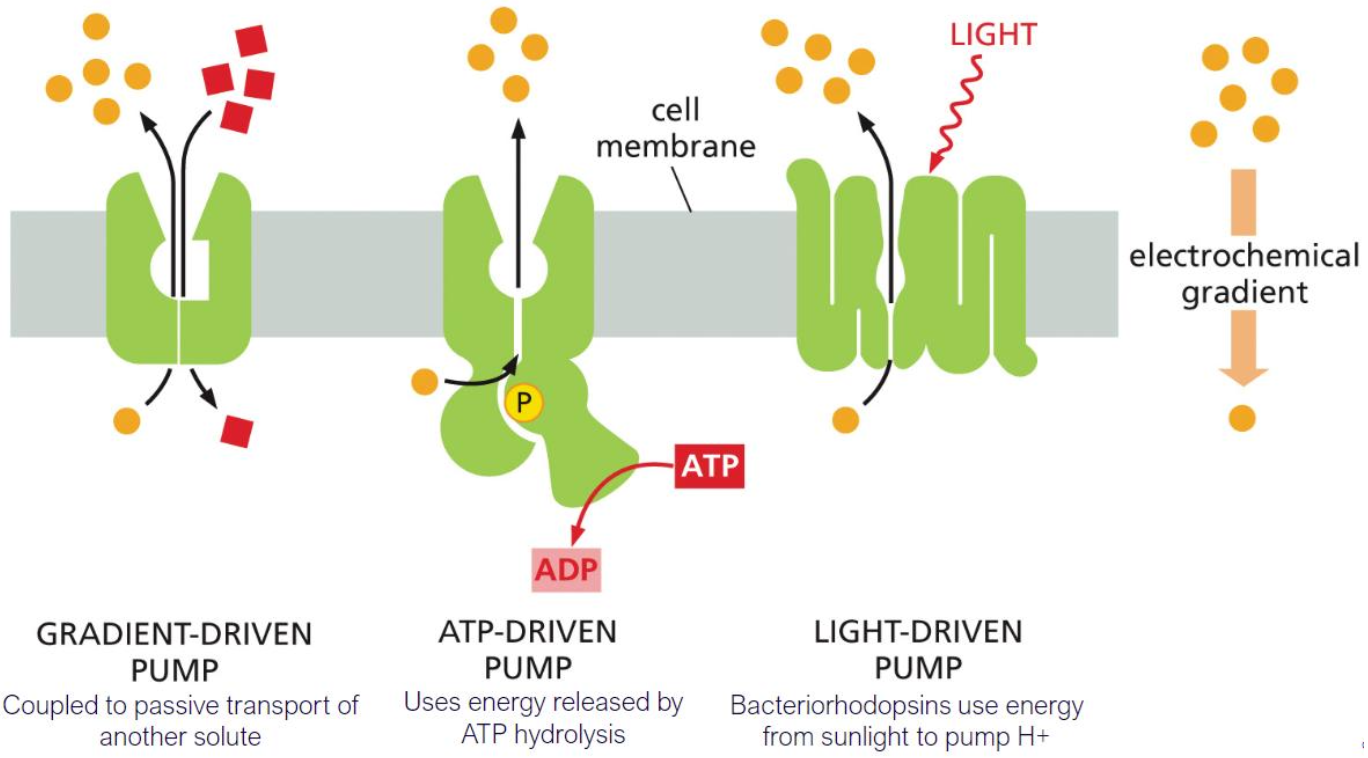 LIGHT
cell
membrane
electrochemical
gradient
P
ATP
ADP
GRADIENT-DRIVEN
PUMP
Coupled to passive transport of
another solute
ATP-DRIVEN
PUMP
Uses energy released by
ATP hydrolysis
LIGHT-DRIVEN
PUMP
Bacteriorhodopsins use energy
from sunlight to pump H+